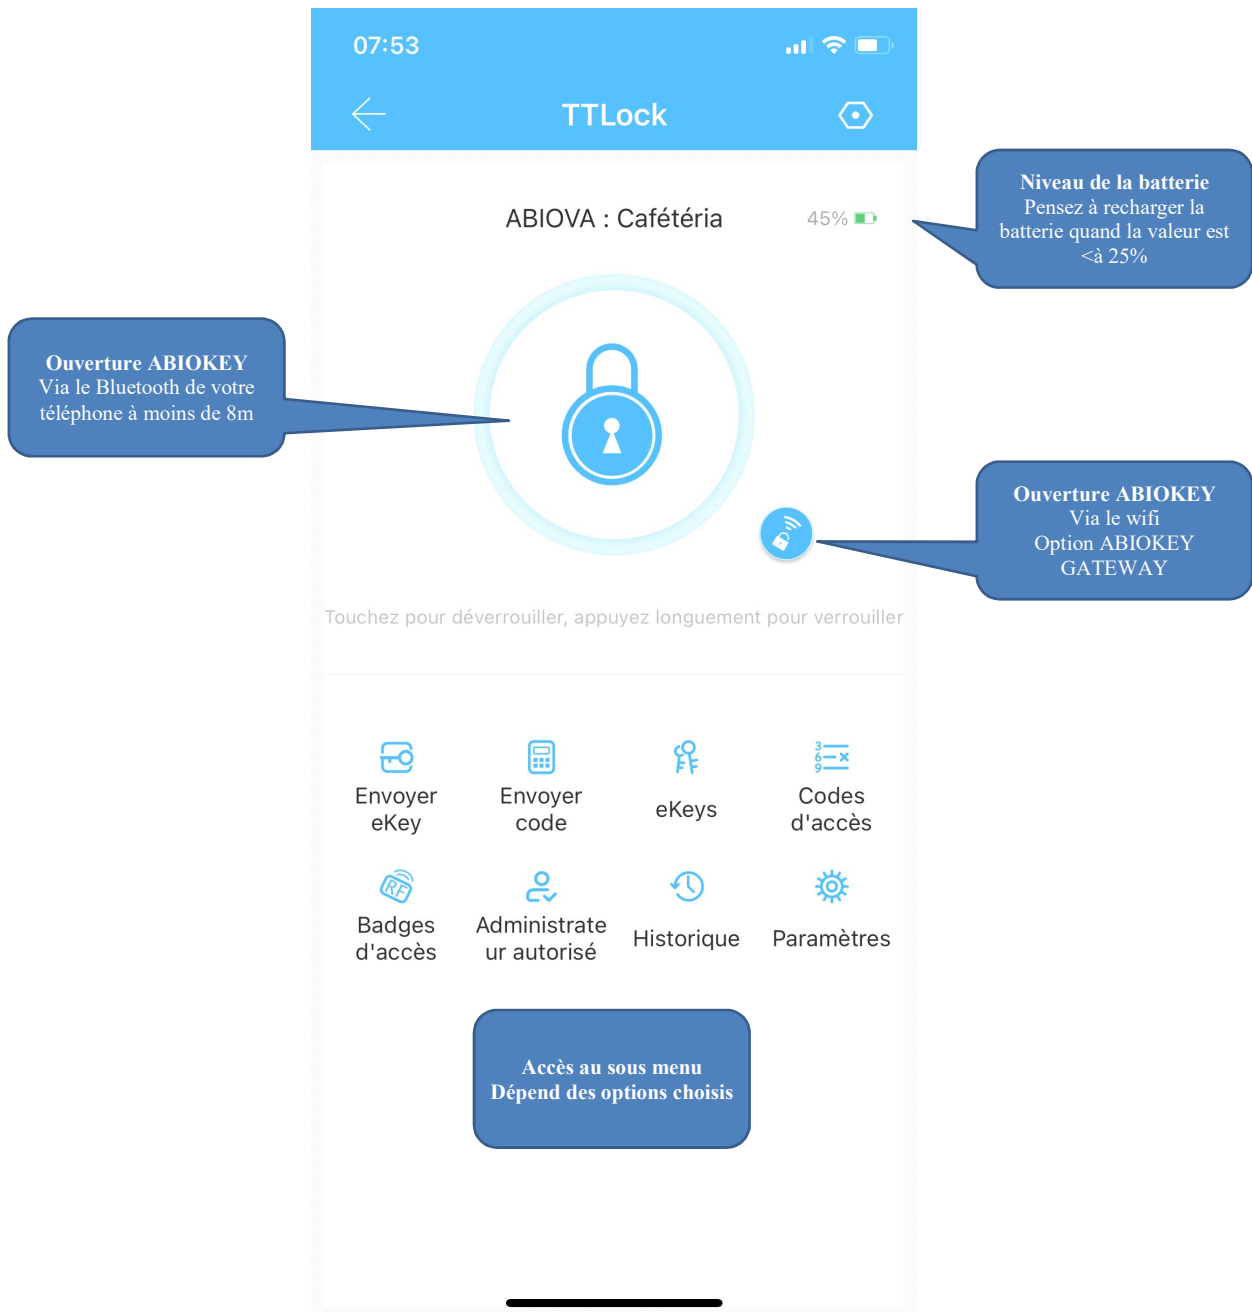 07:53
TTLock
Niveau de la batterie
Pensez à recharger la
batterie quand la valeur est
<à 25%
ABIOVA : Cafétéria
45%
Ouverture ABIOKEY
Via le Bluetooth de votre
téléphone à moins de 8m
Ouverture ABIOKEY
Via le wifi
Option ABIOKEY
GATEWAY
Touchez pour déverrouiller, appuyez longuement pour verrouiller
3
6
9
Envoyer
eKey
Envoyer
code
eKeys
Codes
d'accès
RF
Badges
d'accès
Administrate
ur autorisé
Historique
Paramètres
Accès au sous menu
Dépend des options choisis